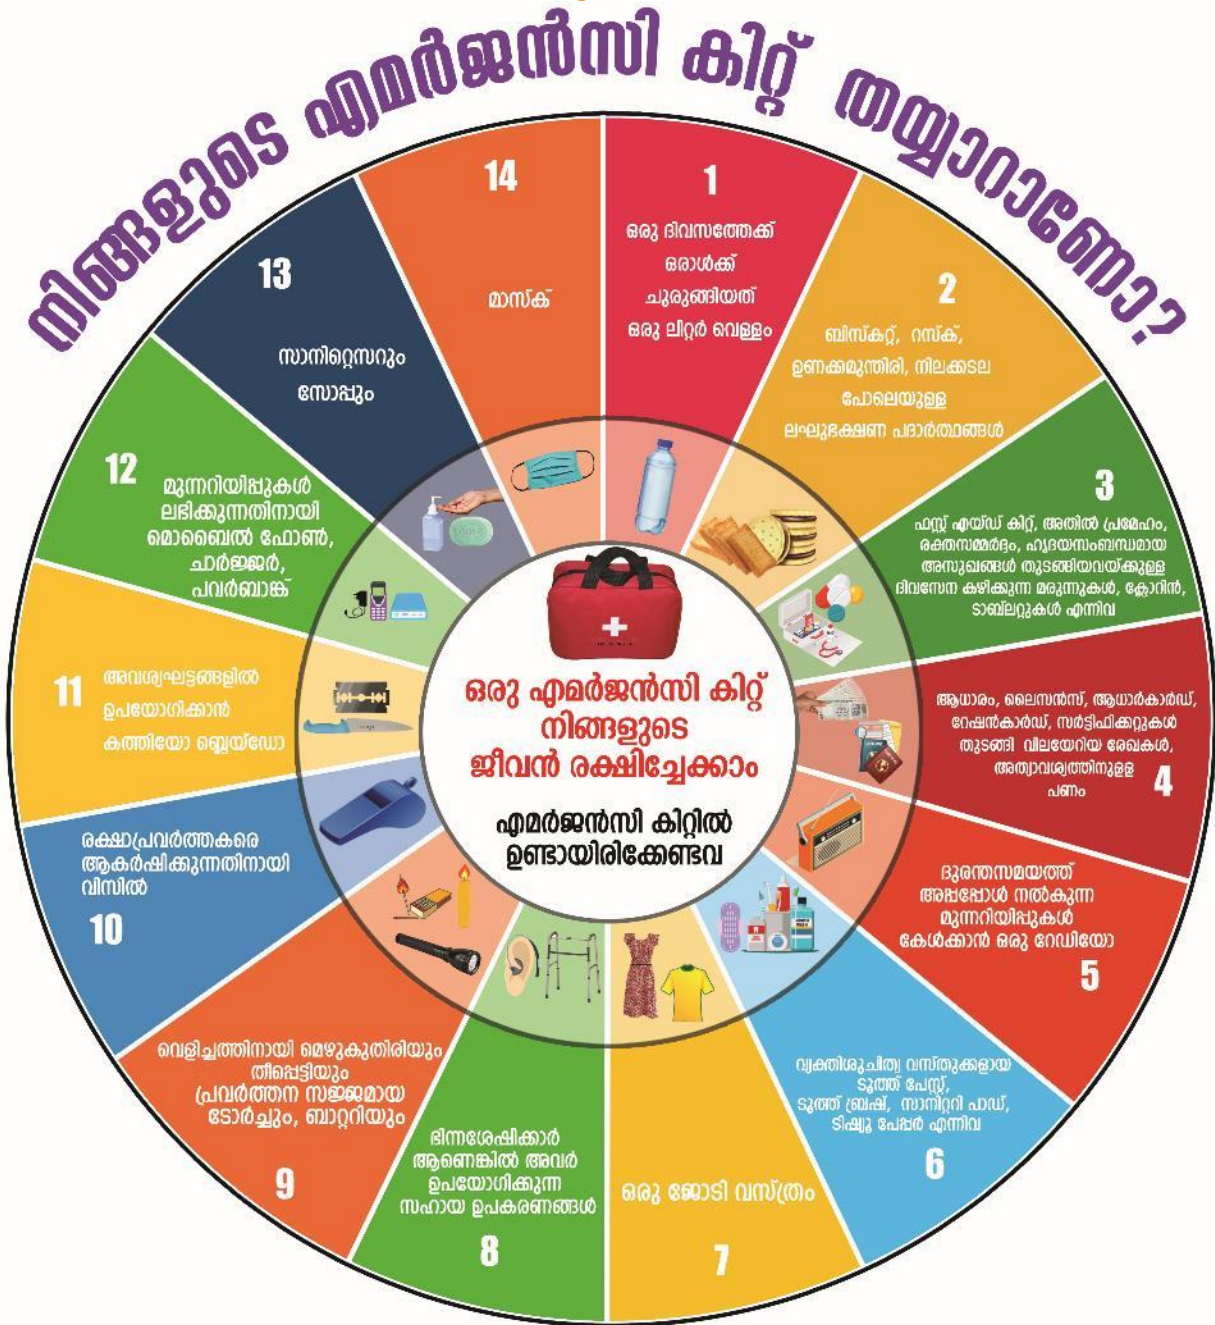 നിങ്ങളുടെ എമർജൻസി കിറ്റ് തയ്യാറാണോ?
1
ഒരു ദിവസത്തേക്ക്
ഒരാൾക്ക്
ചുരുങ്ങിയത്
ഒരു ലിറ്റർ വെള്ളം
2
ബിസ്കറ്റ്, റസ്ക്,
ഉണക്കമുന്തിരി, നിലക്കടല
പോലെയുള്ള
ലഘുഭക്ഷണ പദാർത്ഥങ്ങൾ
3
ഫസ്റ്റ് എയ്ഡ് കിറ്റ്, അതിൽ പ്രമേഹം,
രക്തസമ്മർദ്ദം, ഹൃദയസംബന്ധമായ
അസുഖങ്ങൾ തുടങ്ങിയവയ്ക്കുള്ള
ദിവസേന കഴിക്കുന്ന മരുന്നുകൾ, ക്ലോറിൻ,
ടാബ്‌ലറ്റുകൾ എന്നിവ
ആധാരം, ലൈസൻസ്, ആധാർകാർഡ്,
റേഷൻകാർഡ്, സർട്ടിഫിക്കറ്റുകൾ
തുടങ്ങി വിലയേറിയ രേഖകൾ,
അത്യാവശ്യത്തിനുളള
പണം
4
ദുരന്തസമയത്ത്
അപ്പപ്പോൾ നൽകുന്ന
മുന്നറിയിപ്പുകൾ
കേൾക്കാൻ ഒരു റേഡിയോ
5
വ്യക്തിശുചിത്വ വസ്തുക്കളായ
ടൂത്ത് പേസ്റ്റ്,
ടൂത്ത് ബ്രഷ്, സാനിറ്ററി പാഡ്,
ടിഷ്യൂ പേപ്പർ എന്നിവ
6
ഒരു ജോടി വസ്ത്രം
7
ഭിന്നശേഷിക്കാർ
ആണെങ്കിൽ അവർ
ഉപയോഗിക്കുന്ന
സഹായ ഉപകരണങ്ങൾ
8
വെളിച്ചത്തിനായി മെഴുകുതിരിയും
തീപ്പെട്ടിയും
പ്രവർത്തന സജ്ജമായ
ടോർച്ചും, ബാറ്ററിയും
9
രക്ഷാപ്രവർത്തകരെ
ആകർഷിക്കുന്നതിനായി
വിസിൽ
10
11
അവശ്യഘട്ടങ്ങളിൽ
ഉപയോഗിക്കാൻ
കത്തിയോ ബ്ലെയ്ഡോ
12
മുന്നറിയിപ്പുകൾ
ലഭിക്കുന്നതിനായി
മൊബൈൽ ഫോൺ,
ചാർജ്ജർ,
പവർബാങ്ക്
13
സാനിറ്റൈസറും
സോപ്പും
14
മാസ്ക്
ഒരു എമർജൻസി കിറ്റ്
നിങ്ങളുടെ
ജീവൻ രക്ഷിച്ചേക്കാം
എമർജൻസി കിറ്റിൽ
ഉണ്ടായിരിക്കേണ്ടവ